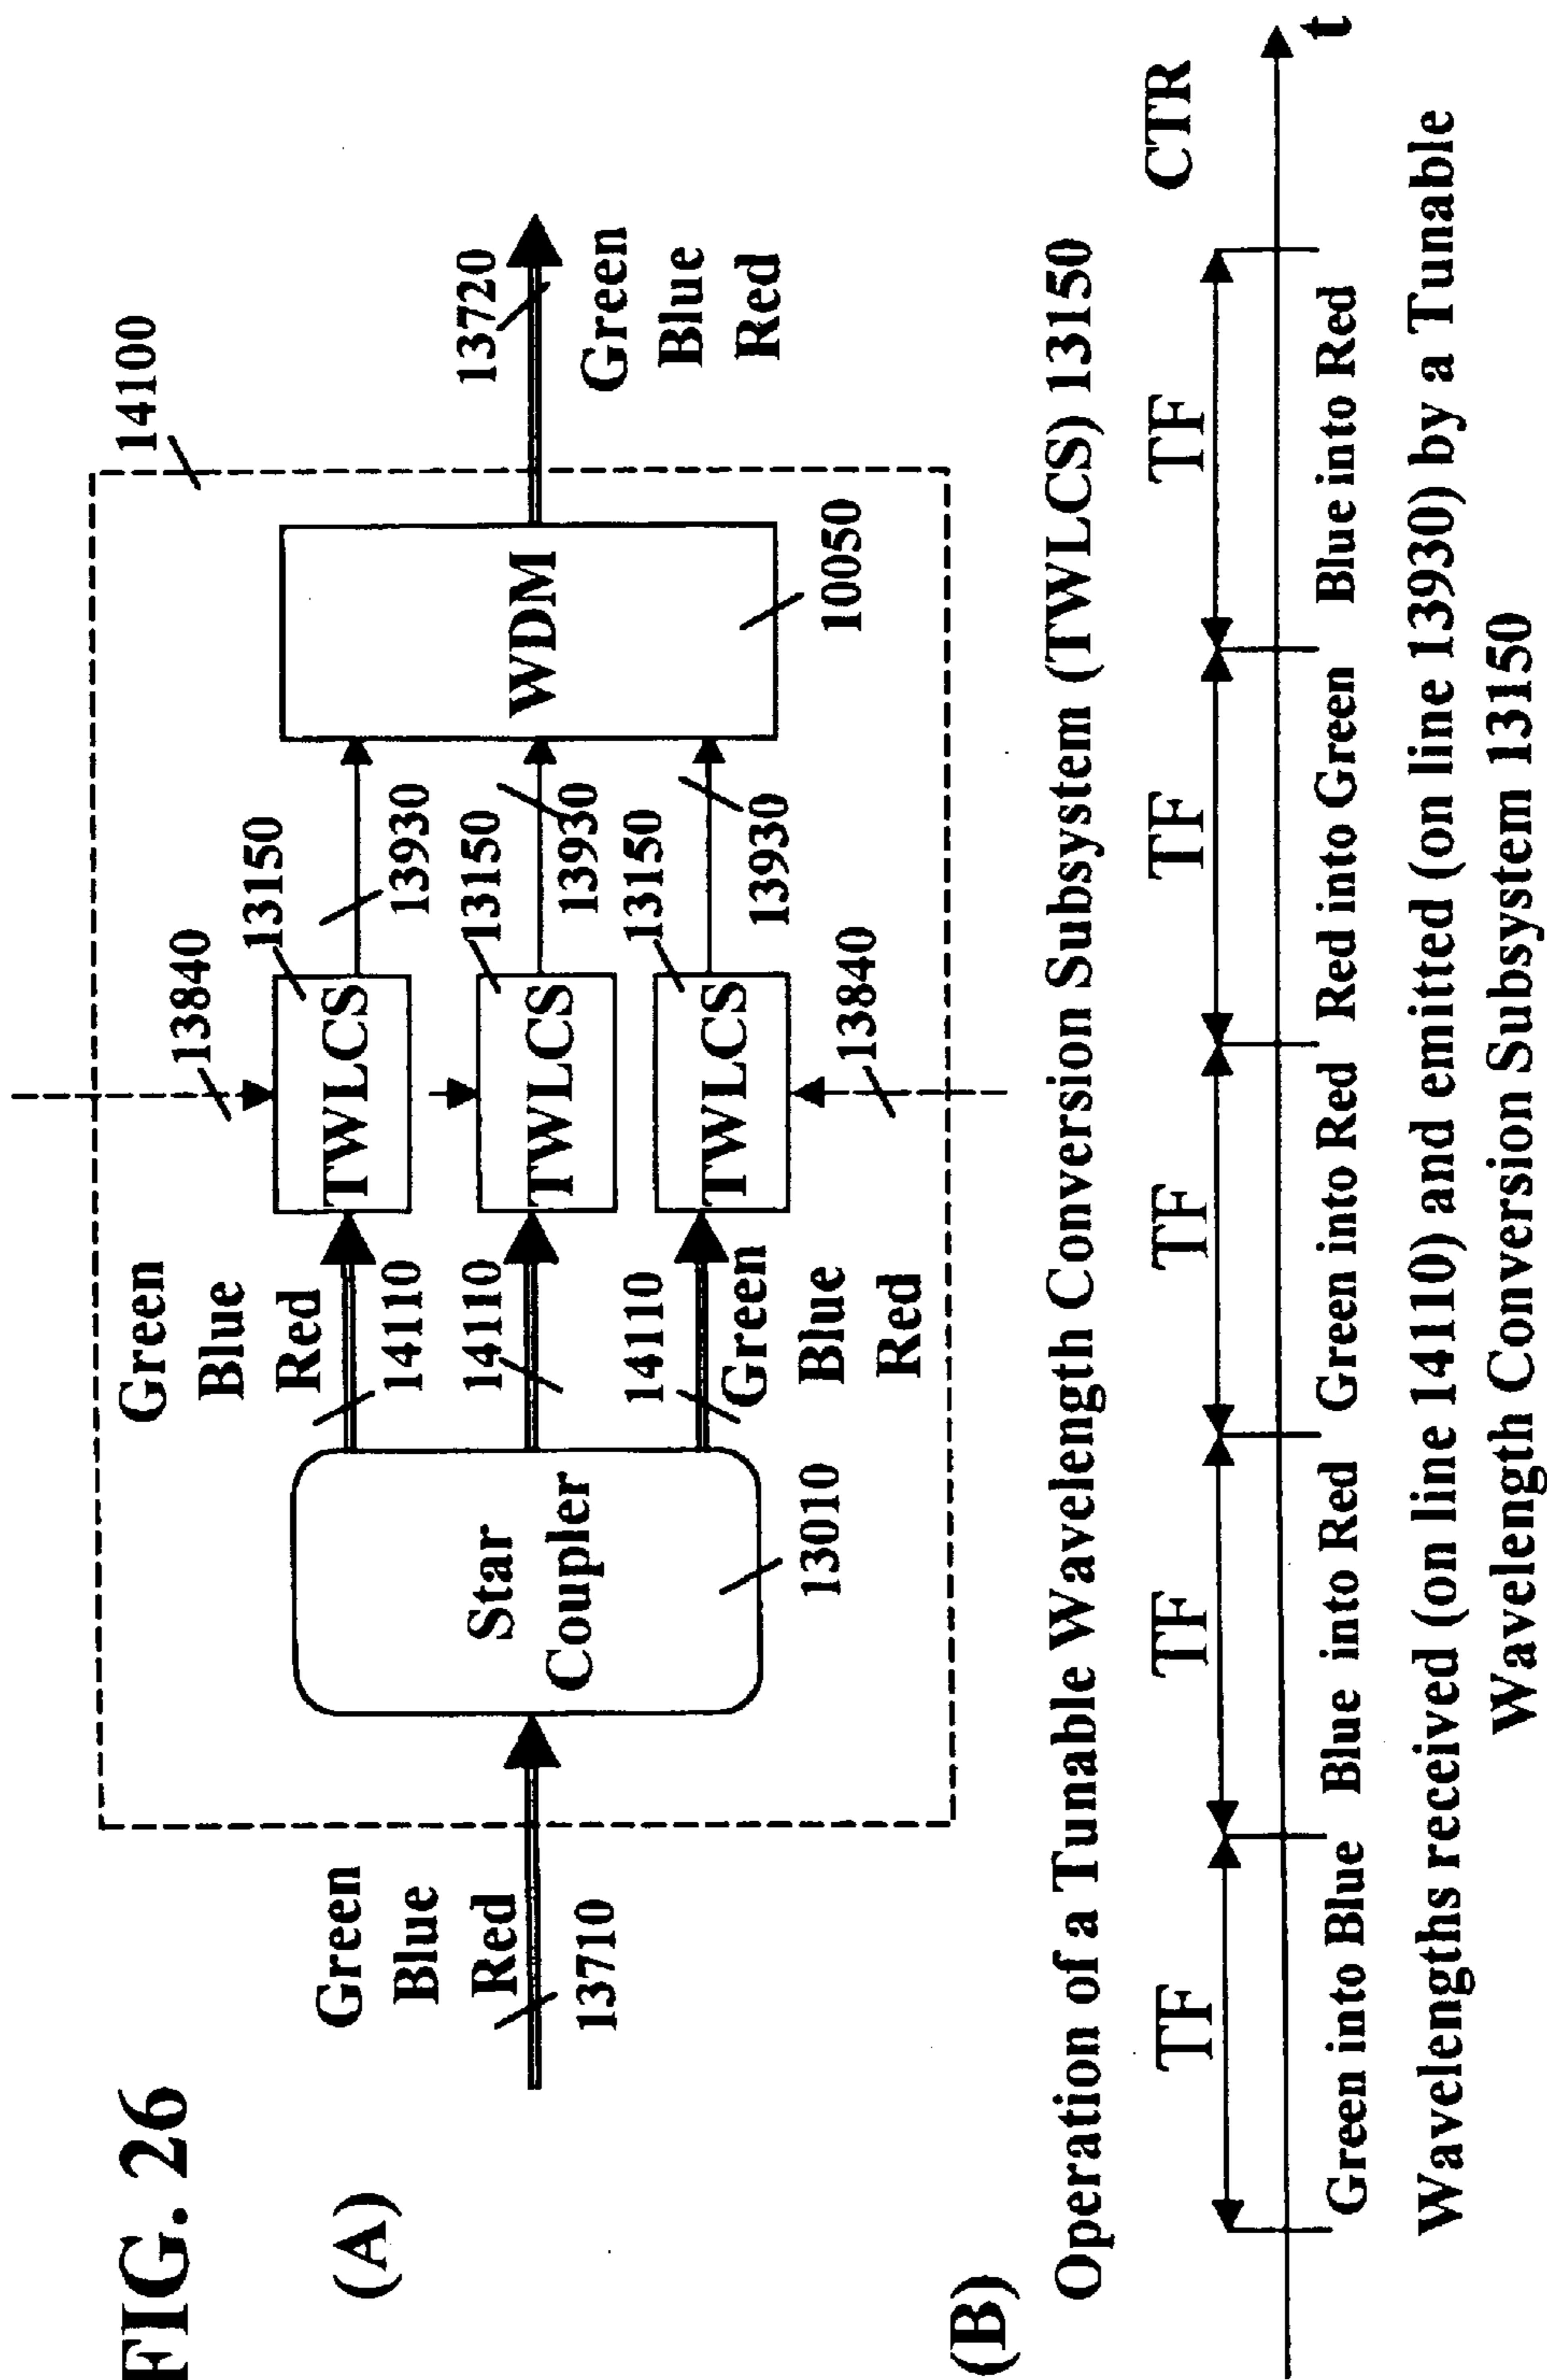 FIG. 26
(A)
14100
13840
Green
Blue
Red
13150
TWLCS
14110
13930
Green
Blue
Red
13710
Star
Coupler
13010
14110
13150
TWLCS
13930
WDM
10050
13720
Green
Blue
Red
14110
Green
Blue
Red
13150
TWLCS
13930
13840
(B)
Operation of a Tunable Wavelength Conversion Subsystem (TWLCS) 13150
TF TF TF TF TF CTR
t
Green into Blue Blue into Red Green into Red Red into Green Blue into Red
Wavelengths received (on line 14110) and emitted (on line 13930) by a Tunable
Wavelength Conversion Subsystem 13150